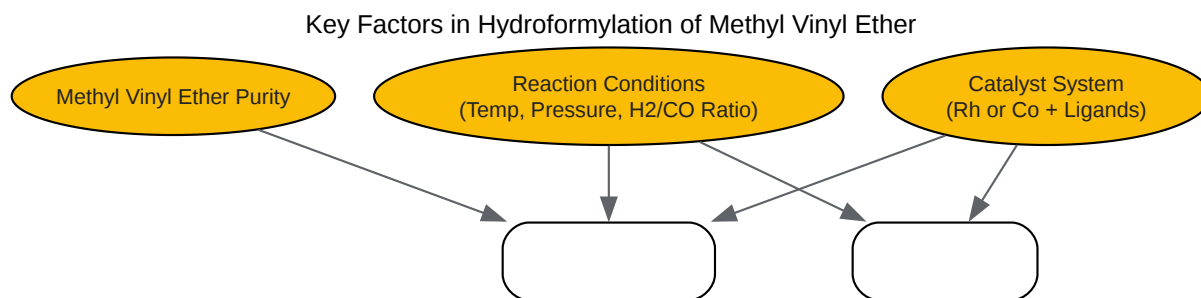 Key Factors in Hydroformylation of Methyl Vinyl Ether
Methyl Vinyl Ether Purity
Reaction Conditions
(Temp, Pressure, H2/CO Ratio)
Catalyst System
(Rh or Co + Ligands)